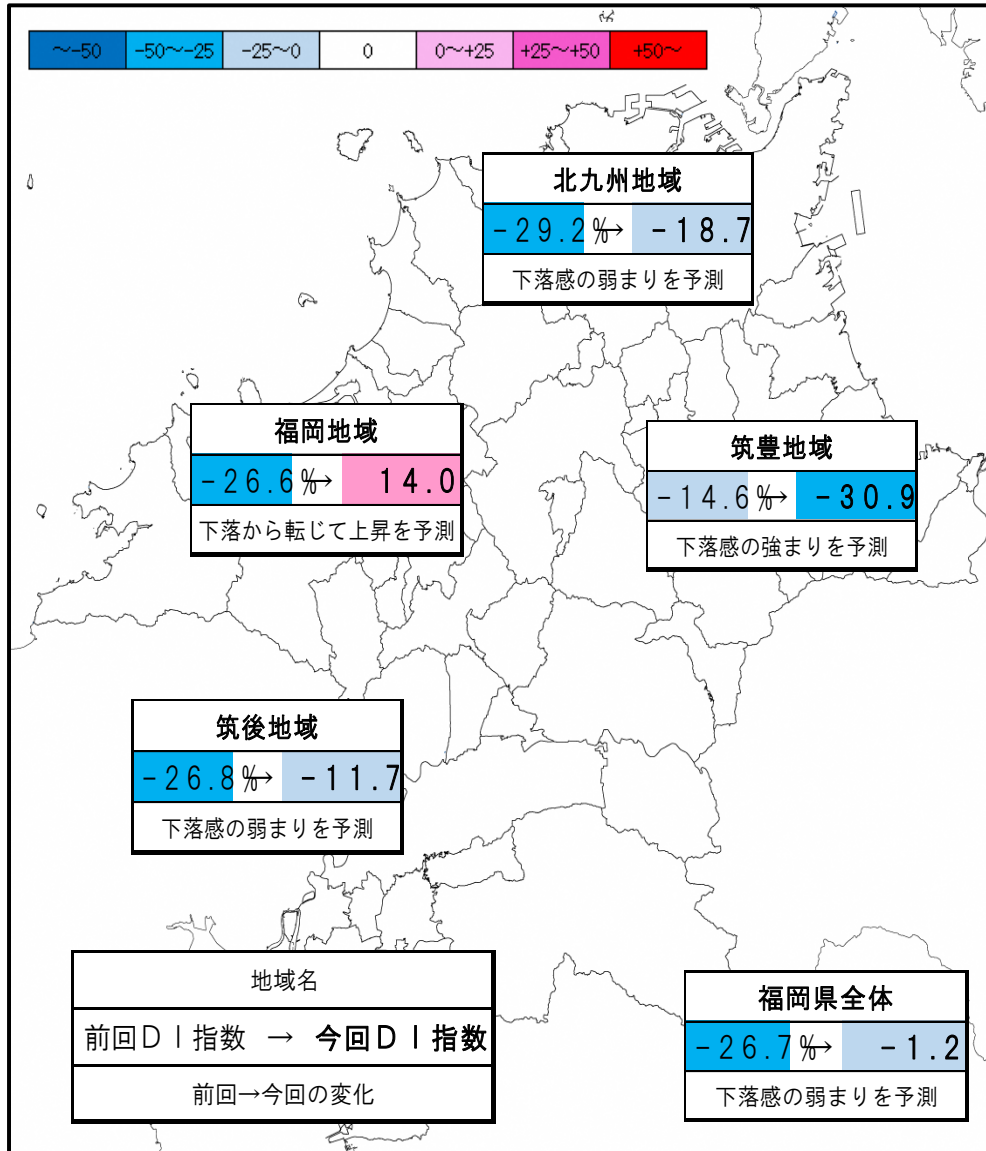 ～-50 -50～-25 -25～0 0 0～+25 +25～+50 +50～
北九州地域
-29.2 %→ -18.7
下落感の弱まりを予測
福岡地域
-26.6 %→ 14.0
下落から転じて上昇を予測
筑豊地域
-14.6 %→ -30.9
下落感の強まりを予測
筑後地域
-26.8 %→ -11.7
下落感の弱まりを予測
地域名
前回DI指数 → 今回DI指数
前回→今回の変化
福岡県全体
-26.7 %→ -1.2
下落感の弱まりを予測